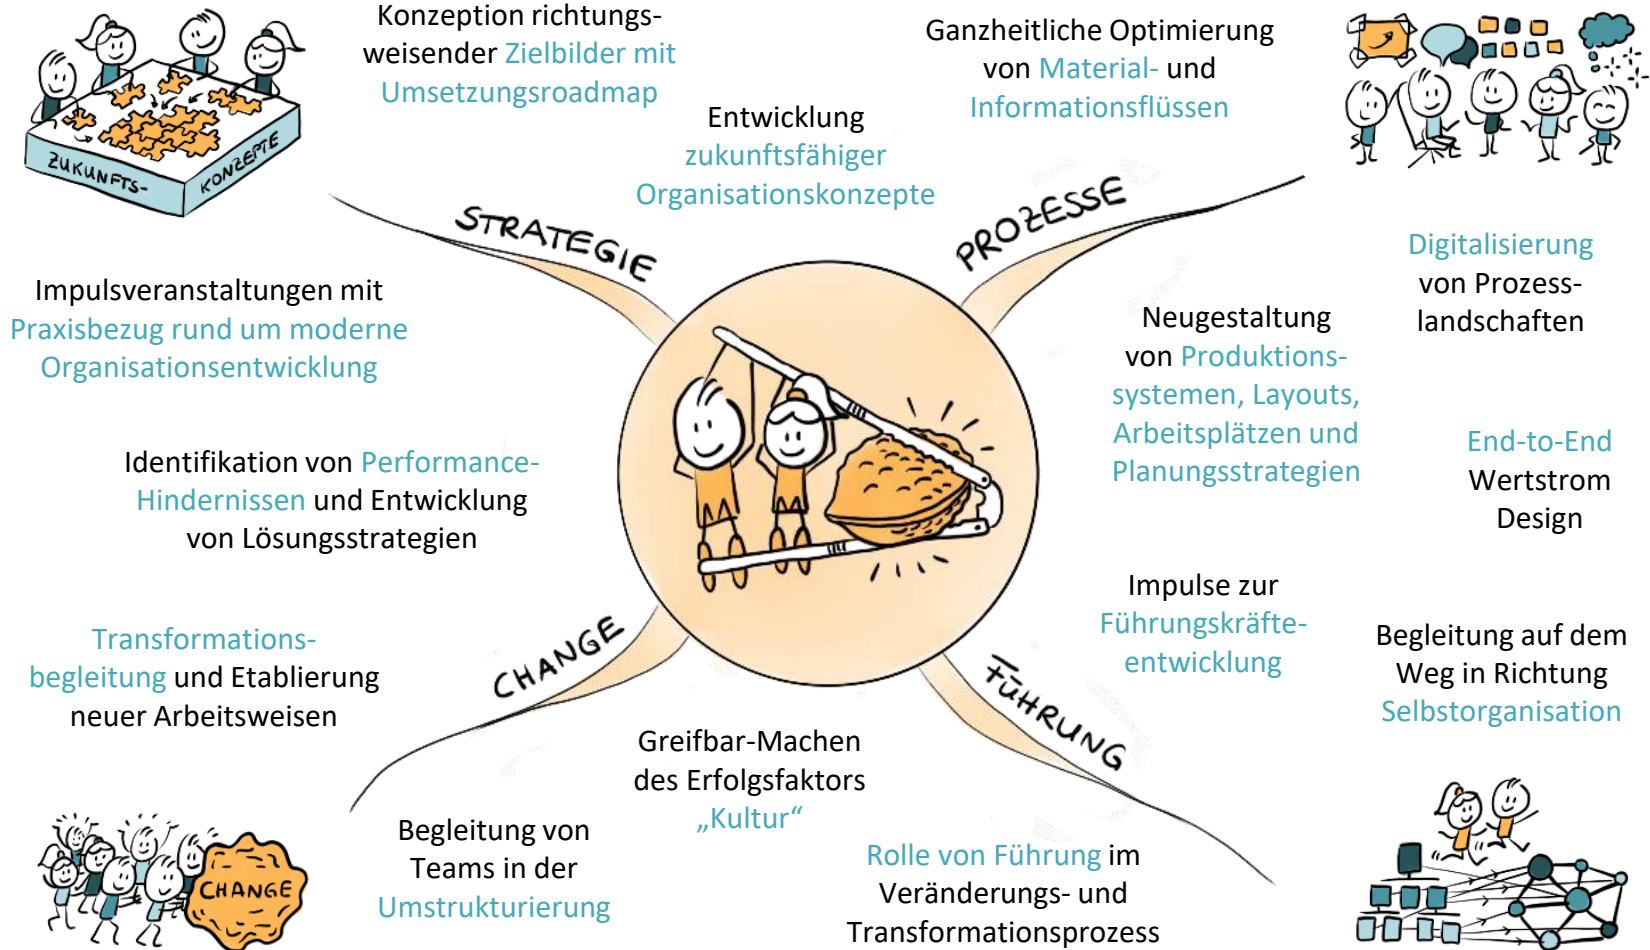 Konzeption richtungs-
weisender Zielbilder mit
Umsetzungsroadmap
Entwicklung
zukunftsfähiger
Organisationskonzepte
Ganzheitliche Optimierung
von Material- und
Informationsflüssen
ZUKUNFTS-
KONZEPTE
STRATEGIE
PROZESSE
Impulsveranstaltungen mit
Praxisbezug rund um moderne
Organisationsentwicklung
Identifikation von Performance-
Hindernissen und Entwicklung
von Lösungsstrategien
Digitalisierung
von Prozess-
landschaften
Neugestaltung
von Produktions-
systemen, Layouts,
Arbeitsplätzen und
Planungsstrategien
End-to-End
Wertstrom
Design
Transformations-
begleitung und Etablierung
neuer Arbeitsweisen
CHANGE
FÜHRUNG
Impulse zur
Führungskräfte-
entwicklung
Begleitung auf dem
Weg in Richtung
Selbstorganisation
Greifbar-Machen
des Erfolgsfaktors
„Kultur“
CHANGE
Begleitung von
Teams in der
Umstrukturierung
Rolle von Führung im
Veränderungs- und
Transformationsprozess